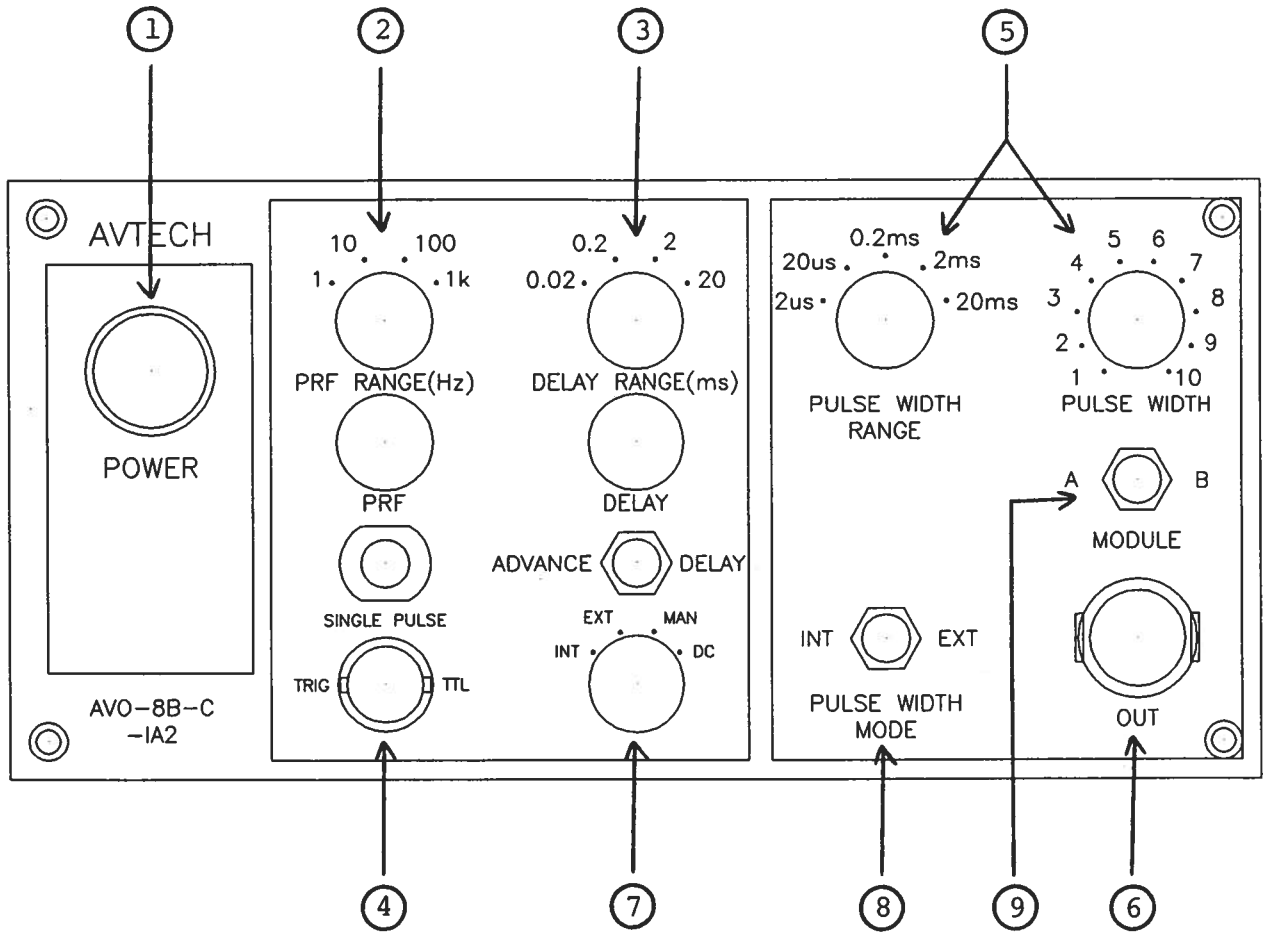 1 2 3 5
AVTECH
POWER
AVO-8B-C
-IA2
1 10 100 1k
PRF RANGE(Hz)
PRF
SINGLE PULSE
TRIG TTL
0.02 0.2 2 20
DELAY RANGE(ms)
DELAY
ADVANCE DELAY
INT EXT MAN DC
2us 20us 0.2ms 2ms 20ms
PULSE WIDTH
RANGE
1 2 3 4 5 6 7 8 9 10
PULSE WIDTH
A B
MODULE
INT EXT
PULSE WIDTH
MODE
OUT
4 7 8 9 6